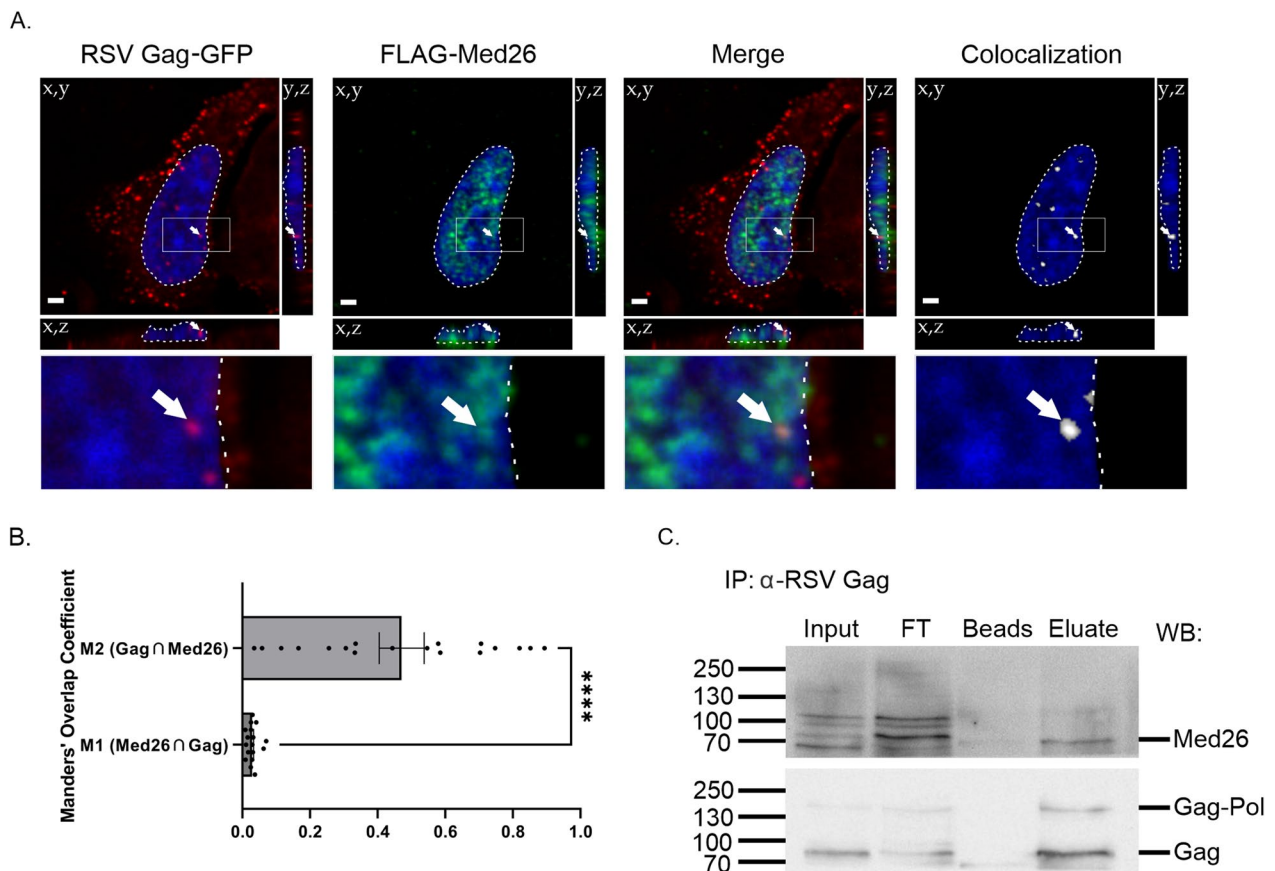 A.
RSV Gag-GFP FLAG-Med26 Merge Colocalization
x,y y,z x,y y,z x,y y,z x,y y,z
x,z x,z x,z x,z
B.
Manders' Overlap Coefficient
M2 (Gag∩Med26)
M1 (Med26∩Gag)
****
0.0 0.2 0.4 0.6 0.8 1.0
C.
IP: α-RSV Gag
Input FT Beads Eluate WB:
250
130
100
70
Med26
250
130
100
70
Gag-Pol
Gag